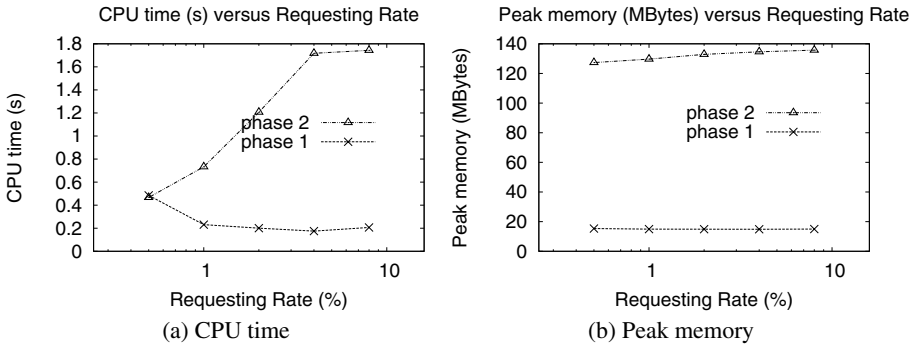 CPU time (s) versus Requesting Rate
1.8
1.6
1.4
1.2
1
0.8
0.6
0.4
0.2
0
CPU time (s)
phase 2
phase 1
1
10
Requesting Rate (%)
(a) CPU time
Peak memory (MBytes) versus Requesting Rate
140
120
100
80
60
40
20
0
Peak memory (MBytes)
phase 2
phase 1
1
10
Requesting Rate (%)
(b) Peak memory